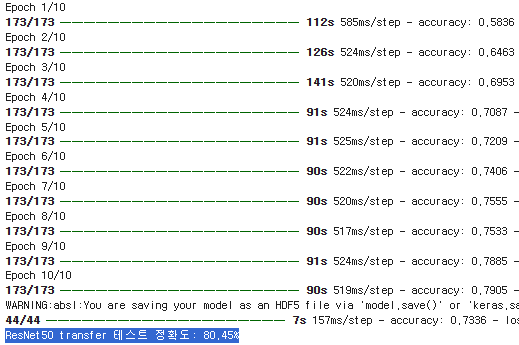 Epoch 1/10
173/173 ━━━━━━━━━━━━━━━━━━━━ 112s 585ms/step - accuracy: 0.5836
Epoch 2/10
173/173 ━━━━━━━━━━━━━━━━━━━━ 126s 524ms/step - accuracy: 0.6463
Epoch 3/10
173/173 ━━━━━━━━━━━━━━━━━━━━ 141s 520ms/step - accuracy: 0.6953
Epoch 4/10
173/173 ━━━━━━━━━━━━━━━━━━━━ 91s 524ms/step - accuracy: 0.7087 -
Epoch 5/10
173/173 ━━━━━━━━━━━━━━━━━━━━ 91s 525ms/step - accuracy: 0.7209 -
Epoch 6/10
173/173 ━━━━━━━━━━━━━━━━━━━━ 90s 522ms/step - accuracy: 0.7406 -
Epoch 7/10
173/173 ━━━━━━━━━━━━━━━━━━━━ 90s 520ms/step - accuracy: 0.7555 -
Epoch 8/10
173/173 ━━━━━━━━━━━━━━━━━━━━ 90s 517ms/step - accuracy: 0.7533 -
Epoch 9/10
173/173 ━━━━━━━━━━━━━━━━━━━━ 91s 524ms/step - accuracy: 0.7885 -
Epoch 10/10
173/173 ━━━━━━━━━━━━━━━━━━━━ 90s 519ms/step - accuracy: 0.7905 -
WARNING:absl:You are saving your model as an HDF5 file via 'model.save()' or 'keras.sa
44/44 ━━━━━━━━━━━━━━━━━━━━ 7s 157ms/step - accuracy: 0.7336 - los
ResNet50 transfer 테스트 정확도: 80.45%